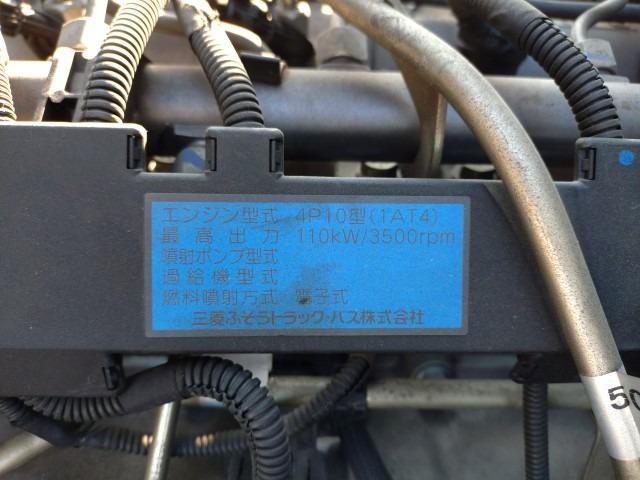 エンジン型式 4P10型(1AT4)
最高出力 110kW/3500rpm
噴射ポンプ型式
過給機型式
燃料噴射方式 電子式
三菱ふそうトラック・バス株式会社
50